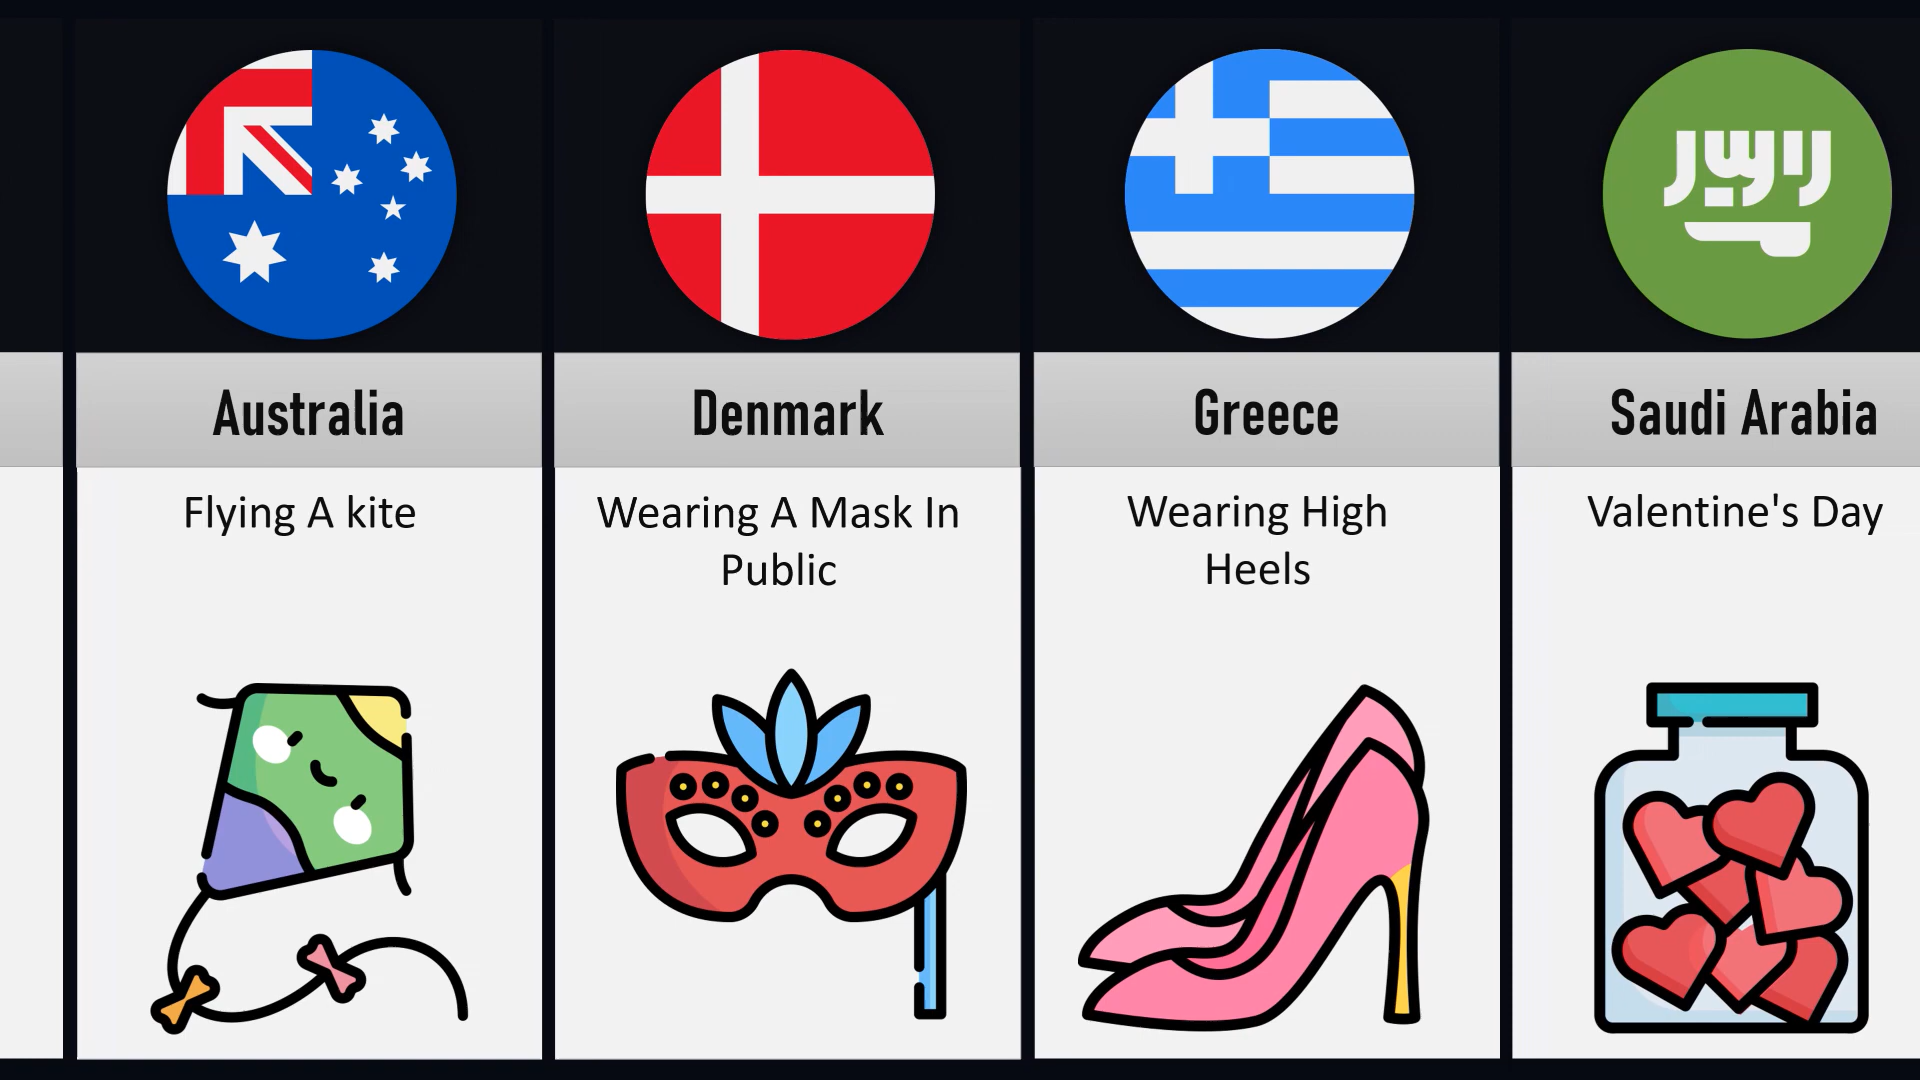 Australia
Flying A kite
Denmark
Wearing A Mask In
Public
Greece
Wearing High
Heels
Saudi Arabia
Valentine's Day